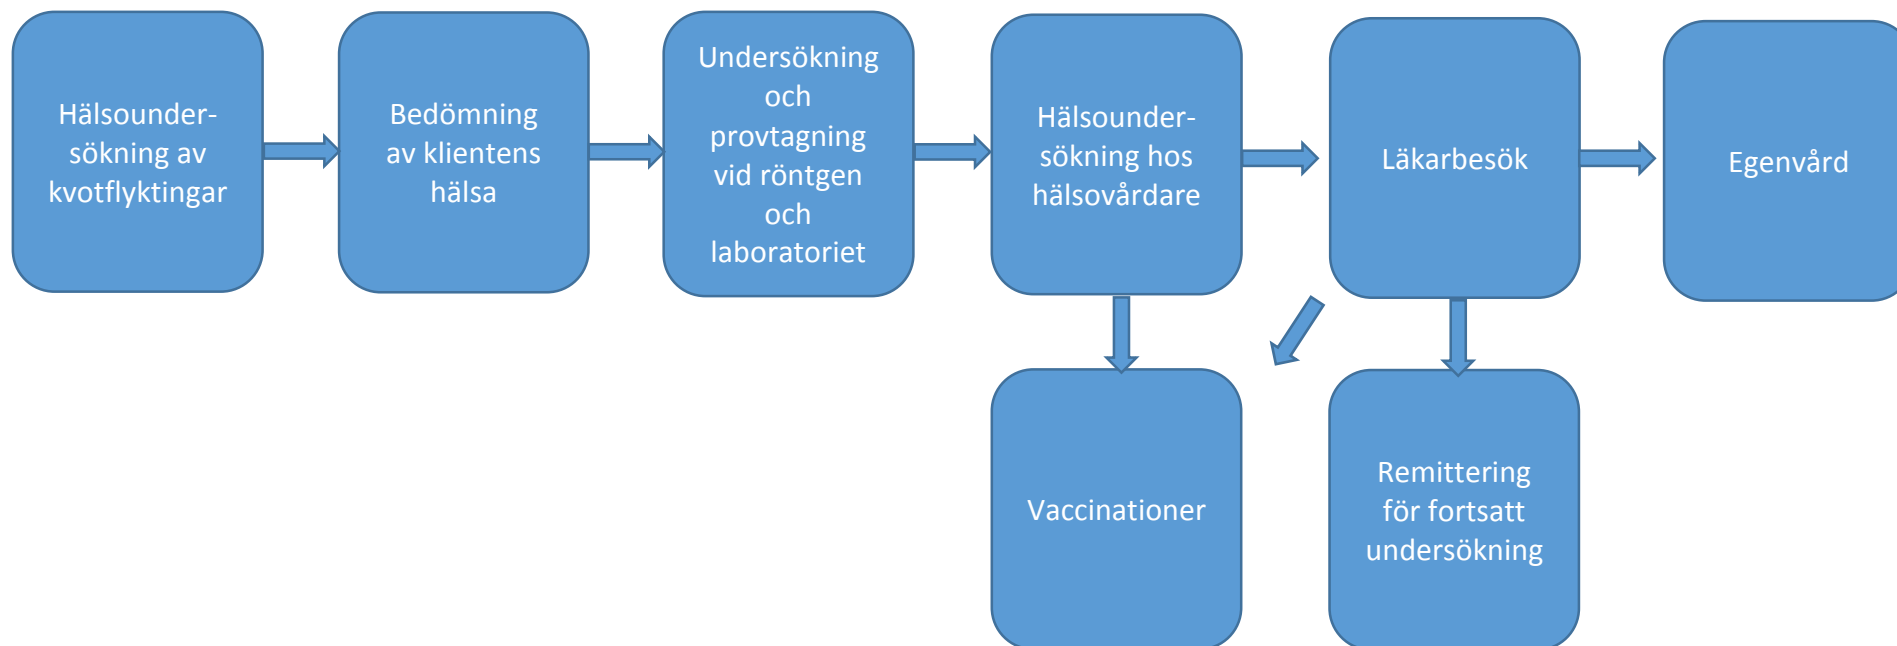 Hälsounder-
sökning av
kvotflyktingar
Bedömning
av klientens
hälsa
Undersökning
och
provtagning
vid röntgen
och
laboratoriet
Hälsounder-
sökning hos
hälsovårdare
Läkarbesök
Egenvård
Vaccinationer
Remittering
för fortsatt
undersökning